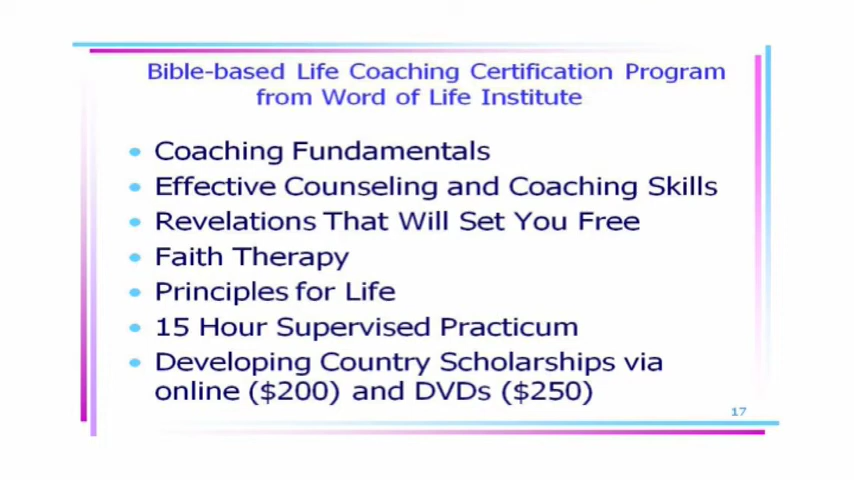 Bible-based Life Coaching Certification Program
from Word of Life Institute
• Coaching Fundamentals
• Effective Counseling and Coaching Skills
• Revelations That Will Set You Free
• Faith Therapy
• Principles for Life
• 15 Hour Supervised Practicum
• Developing Country Scholarships via
online ($200) and DVDs ($250)
17